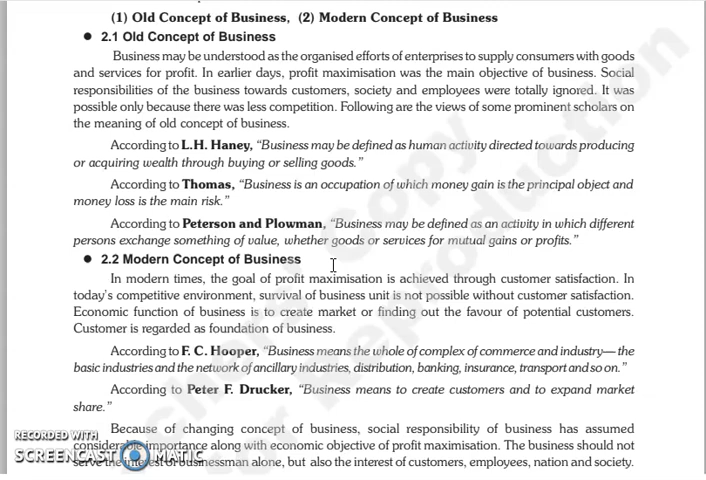 (1) Old Concept of Business, (2) Modern Concept of Business
● 2.1 Old Concept of Business
Business may be understood as the organised efforts of enterprises to supply consumers with goods
and services for profit. In earlier days, profit maximisation was the main objective of business. Social
responsibilities of the business towards customers, society and employees were totally ignored. It was
possible only because there was less competition. Following are the views of some prominent scholars on
the meaning of old concept of business.
According to L.H. Haney, “Business may be defined as human activity directed towards producing
or acquiring wealth through buying or selling goods.”
According to Thomas, “Business is an occupation of which money gain is the principal object and
money loss is the main risk.”
According to Peterson and Plowman, “Business may be defined as an activity in which different
persons exchange something of value, whether goods or services for mutual gains or profits.”
● 2.2 Modern Concept of Business
In modern times, the goal of profit maximisation is achieved through customer satisfaction. In
today’s competitive environment, survival of business unit is not possible without customer satisfaction.
Economic function of business is to create market or finding out the favour of potential customers.
Customer is regarded as foundation of business.
According to F. C. Hooper, “Business means the whole of complex of commerce and industry—the
basic industries and the network of ancillary industries, distribution, banking, insurance, transport and so on.”
According to Peter F. Drucker, “Business means to create customers and to expand market
share.”
Because of changing concept of business, social responsibility of business has assumed
considerable importance along with economic objective of profit maximisation. The business should not
serve the interest of businessman alone, but also the interest of customers, employees, nation and society.
RECORDED WITH
SCREENCAST MATIC
Copy
for Reproduction